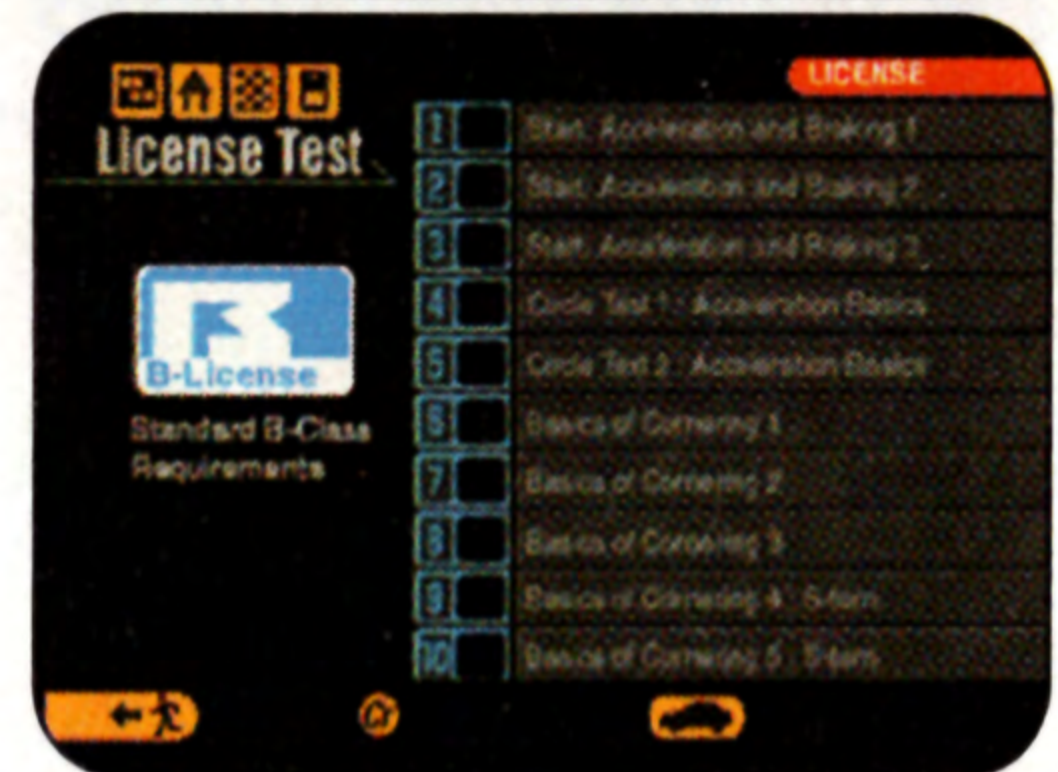 LICENSE
License Test
B-License
Standard B-Class
Requirements
1 Start, Acceleration and Braking 1
2 Start, Acceleration and Braking 2
3 Start, Acceleration and Braking 3
4 Circle Test 1 : Acceleration Basics
5 Circle Test 2 : Acceleration Basics
6 Basics of Cornering 1
7 Basics of Cornering 2
8 Basics of Cornering 3
9 Basics of Cornering 4 : S-turn
10 Basics of Cornering 5 : S-turn